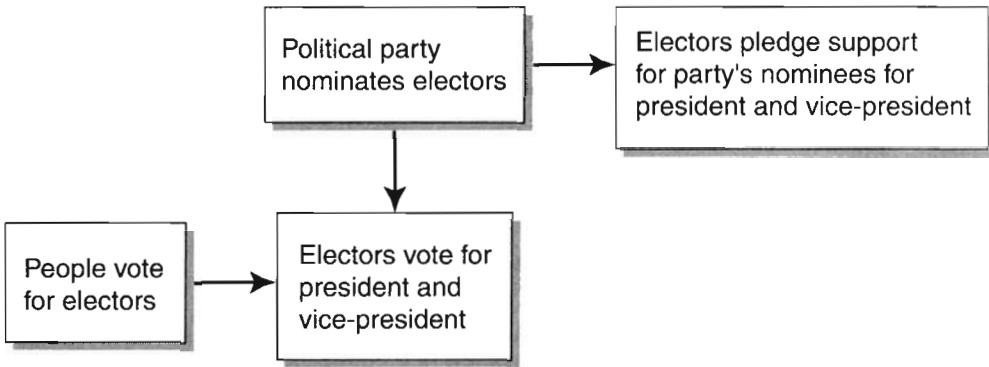 Political party
nominates electors
Electors pledge support
for party's nominees for
president and vice-president
People vote
for electors
Electors vote for
president and
vice-president